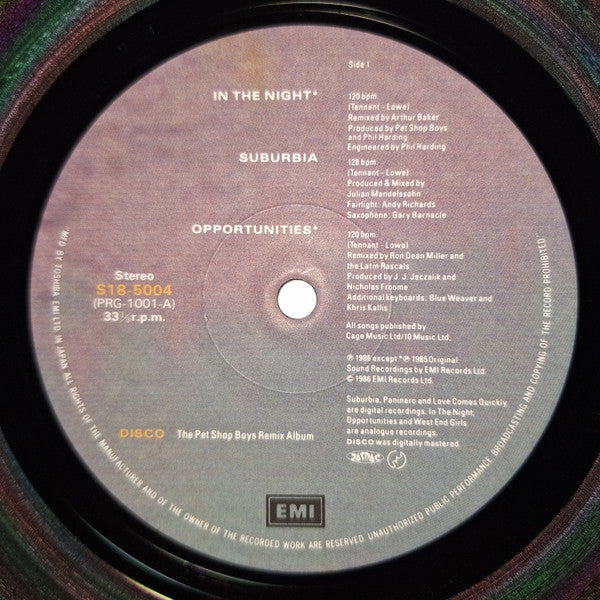 Side 1
IN THE NIGHT*
120 bpm.
(Tennant - Lowe)
Remixed by Arthur Baker
Produced by Pet Shop Boys
and Phil Harding
Engineered by Phil Harding
SUBURBIA
128 bpm.
(Tennant - Lowe)
Produced & Mixed by
Julian Mendelssohn
Fairlight: Andy Richards
Saxophone: Gary Barnacle
OPPORTUNITIES*
120 bpm.
(Tennant - Lowe)
Remixed by Ron Dean Miller and
the Latin Rascals
Produced by J. J. Jeczalik and
Nicholas Froome
Additional keyboards: Blue Weaver and
Khris Kallis
Stereo
S18-5004
(PRG-1001-A)
33⅓ r.p.m.
All songs published by
Cage Music Ltd/10 Music Ltd.
℗ 1986 except *℗ 1985 Original
Sound Recordings by EMI Records Ltd.
© 1986 EMI Records Ltd.
Suburbia, Paninaro and Love Comes Quickly
are digital recordings. In The Night,
Opportunities and West End Girls
are analogue recordings.
DISCO was digitally mastered.
DISCO The Pet Shop Boys Remix Album
JASRAC
EMI
MFD BY TOSHIBA EMI LTD. IN JAPAN ALL RIGHTS OF THE MANUFACTURER AND OF THE OWNER OF THE RECORDED WORK ARE RESERVED. UNAUTHORIZED PUBLIC PERFORMANCE, BROADCASTING AND COPYING OF THE RECORD PROHIBITED.